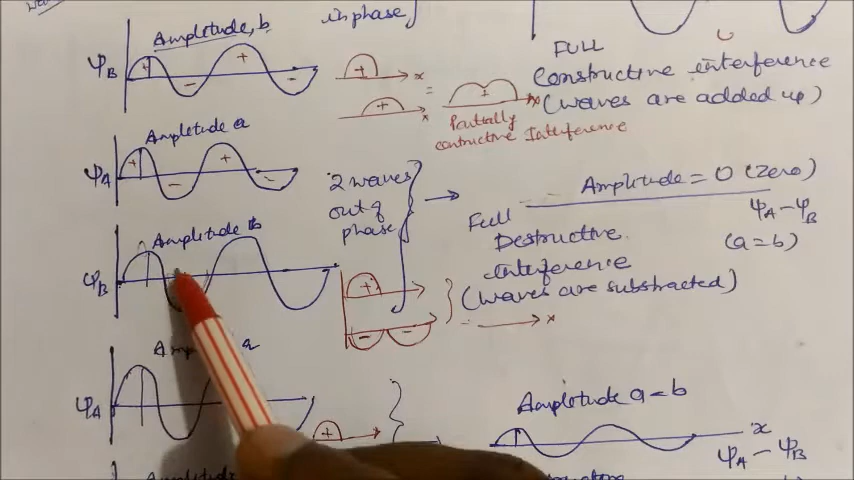 in phase
Amplitude, b
ΨB
+
-
+
-
+
x
=
+
x
+
x
Partially
contructive Interference
FULL
Constructive interference
(waves are added up)
Amplitude a
ΨA
+
-
+
-
Amplitude b
ΨB
2 waves
out of
phase
Amplitude = 0 (Zero)
ΨA - ΨB
(a = b)
Full
Destructive
interference
(waves are substracted)
+
-
-
=
x
a
ΨA
+
x
Amplitude a = b
x
ΨA - ΨB